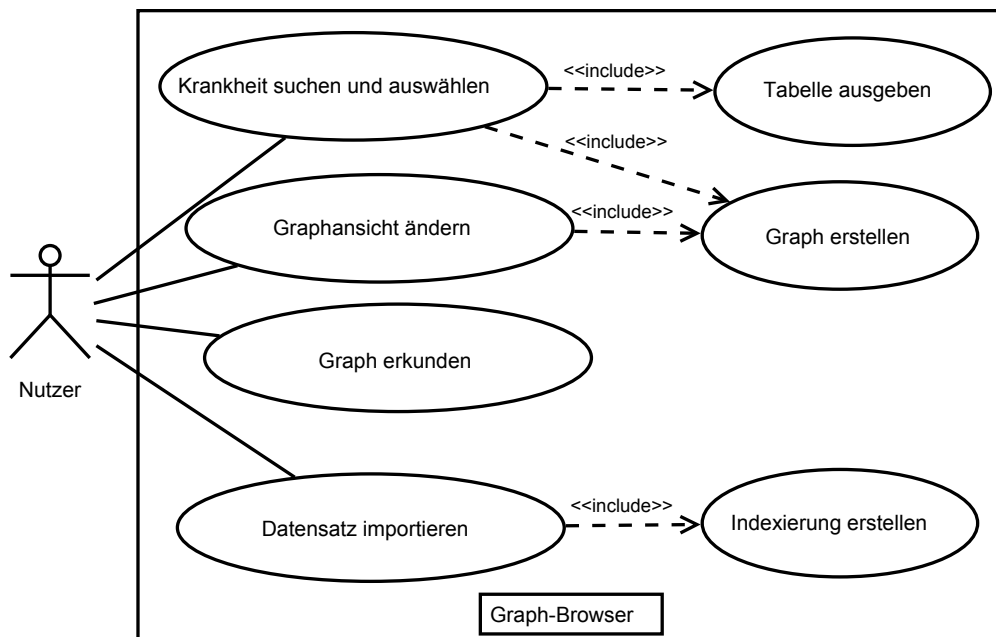 Krankheit suchen und auswählen
<<include>>
Tabelle ausgeben
<<include>>
Graphansicht ändern
<<include>>
Graph erstellen
Graph erkunden
Nutzer
Datensatz importieren
<<include>>
Indexierung erstellen
Graph-Browser